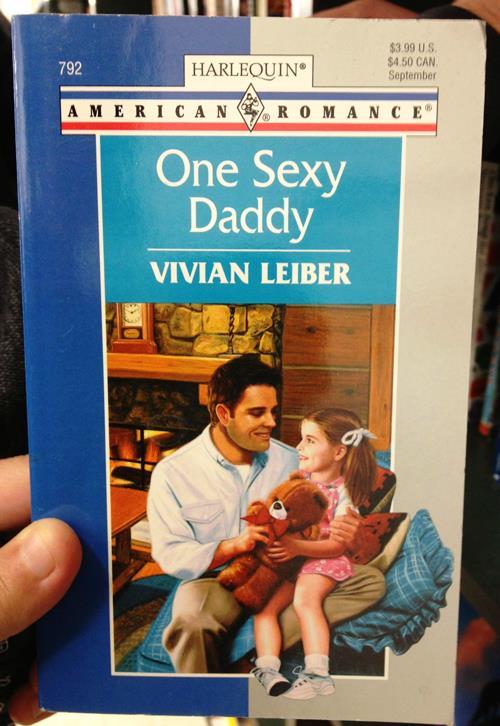 792
HARLEQUIN®
$3.99 U.S.
$4.50 CAN.
September
AMERICAN ® ROMANCE®
One Sexy
Daddy
VIVIAN LEIBER